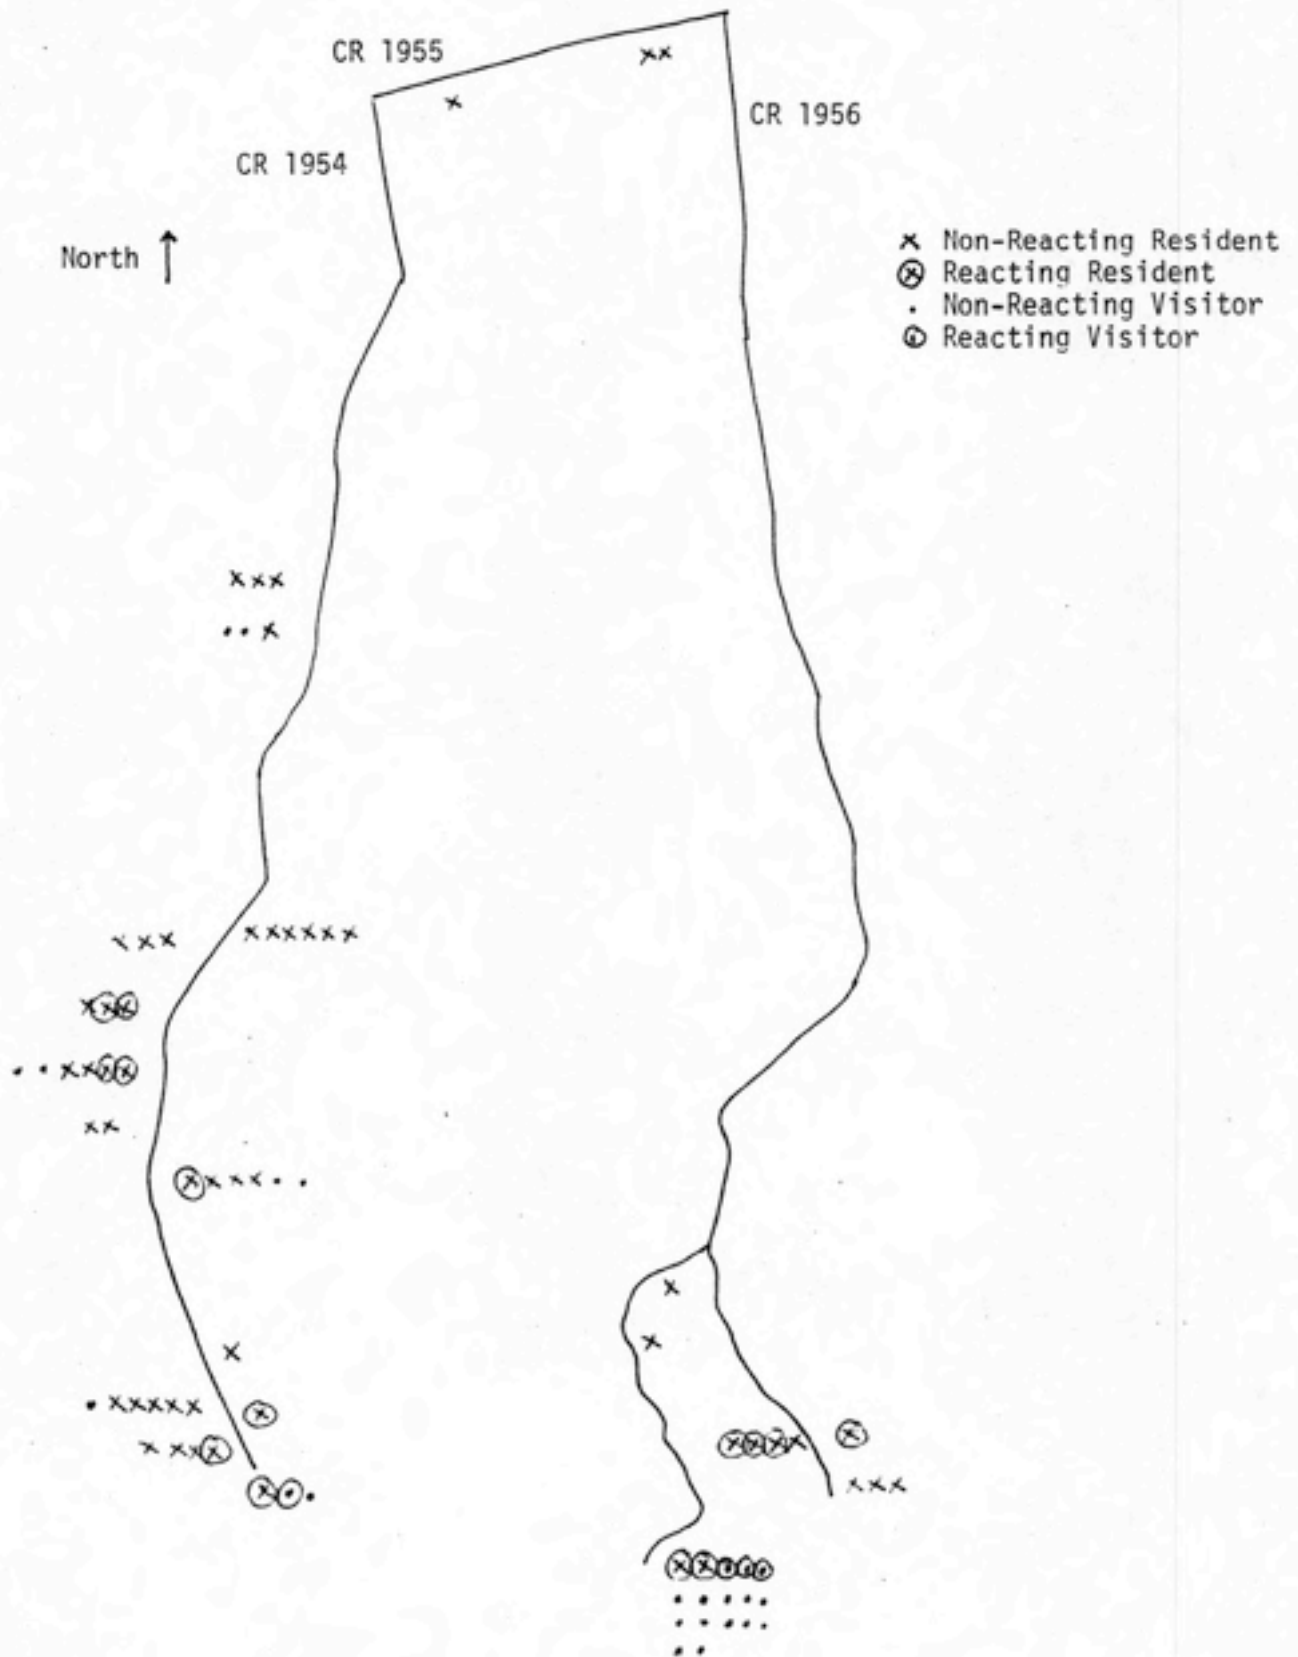 CR 1955
CR 1956
CR 1954
North
Non-Reacting Resident
Reacting Resident
Non-Reacting Visitor
Reacting Visitor